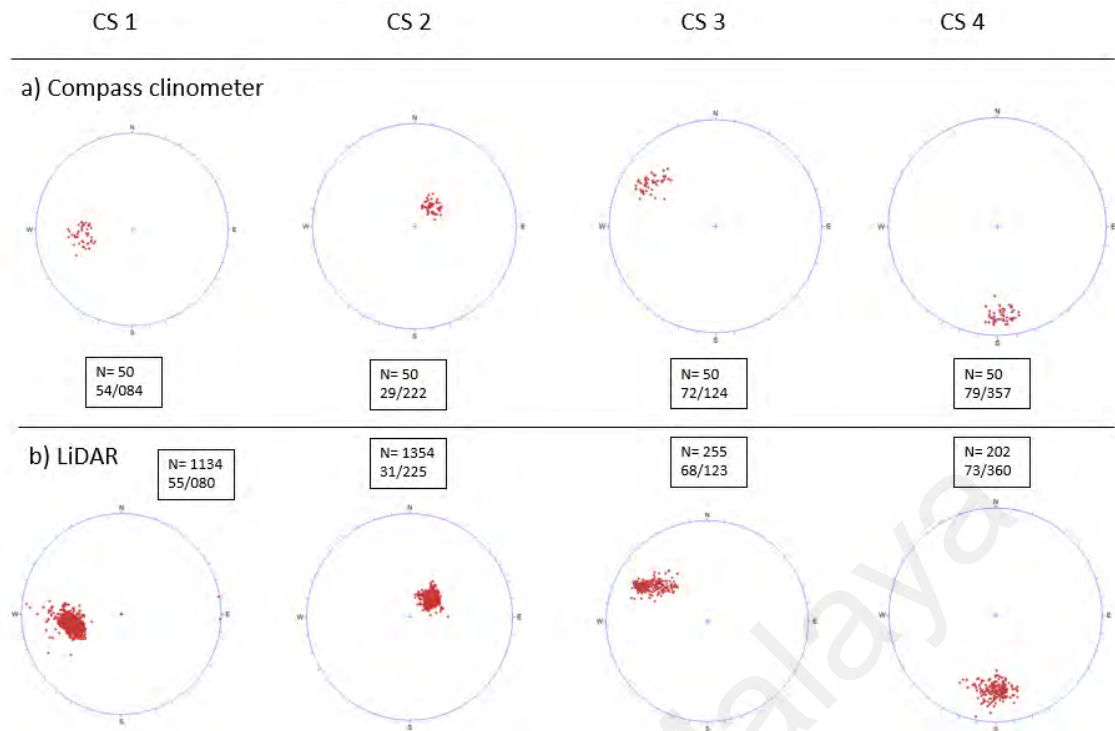 CS 1 CS 2 CS 3 CS 4
a) Compass clinometer
N N N N
W E W E W E W E
S S S S
N= 50
54/084
N= 50
29/222
N= 50
72/124
N= 50
79/357
b) LiDAR
N= 1134
55/080
N= 1354
31/225
N= 255
68/123
N= 202
73/360
N N N N
W E W E W E W E
S S S S
alaya